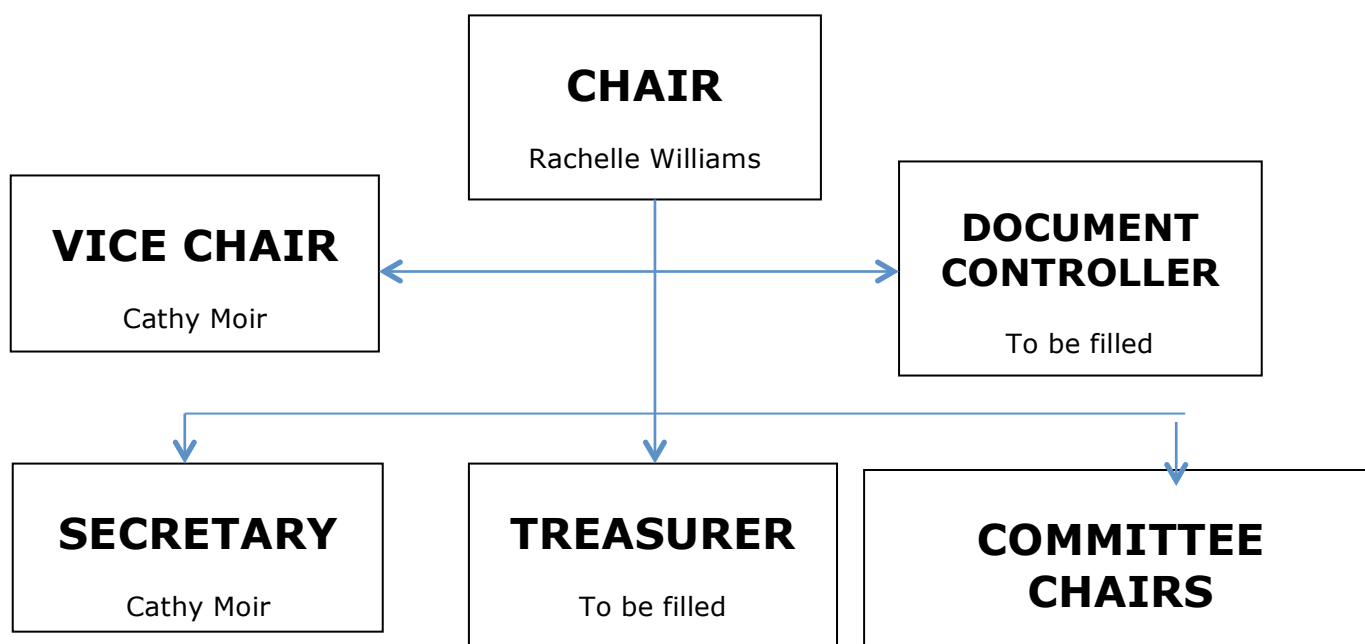 CHAIR
Rachelle Williams
VICE CHAIR
Cathy Moir
DOCUMENT
CONTROLLER
To be filled
SECRETARY
Cathy Moir
TREASURER
To be filled
COMMITTEE
CHAIRS